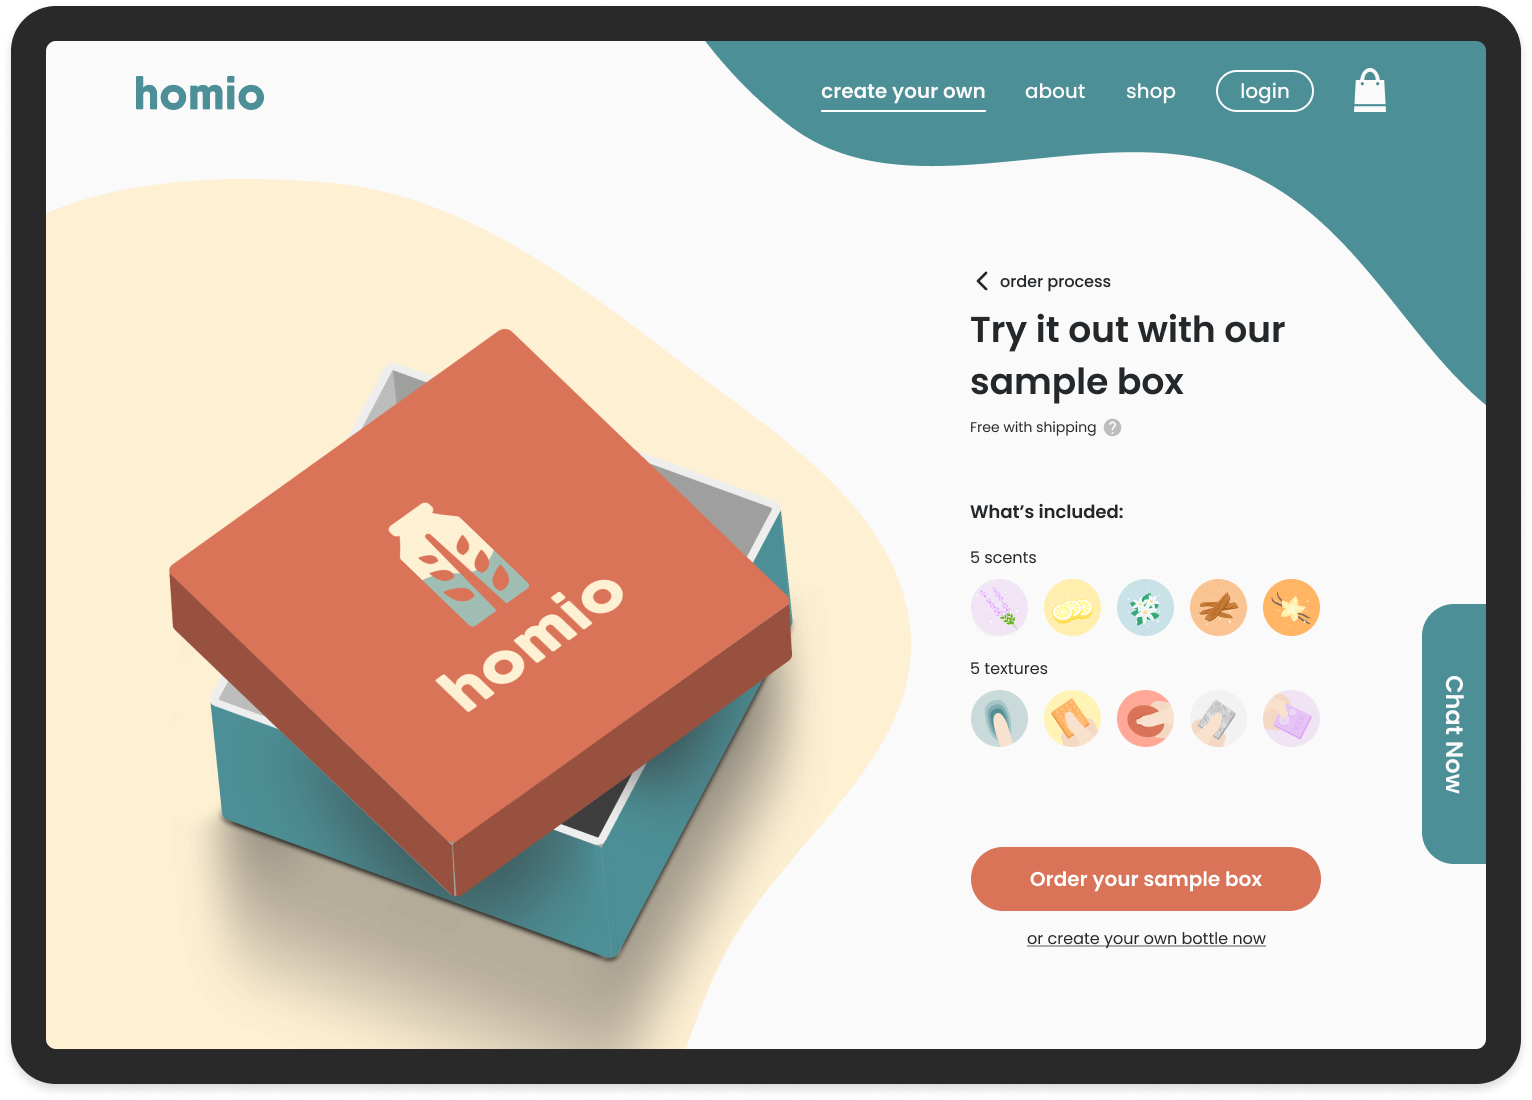 homio
create your own
about
shop
login
order process
Try it out with our
sample box
Free with shipping ?
What's included:
5 scents
5 textures
homio
Chat Now
Order your sample box
or create your own bottle now